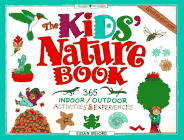 The
KIDS'
Nature
BOOK
365
INDOOR / OUTDOOR
ACTIVITIES & EXPERIENCES
SUSAN MILORD